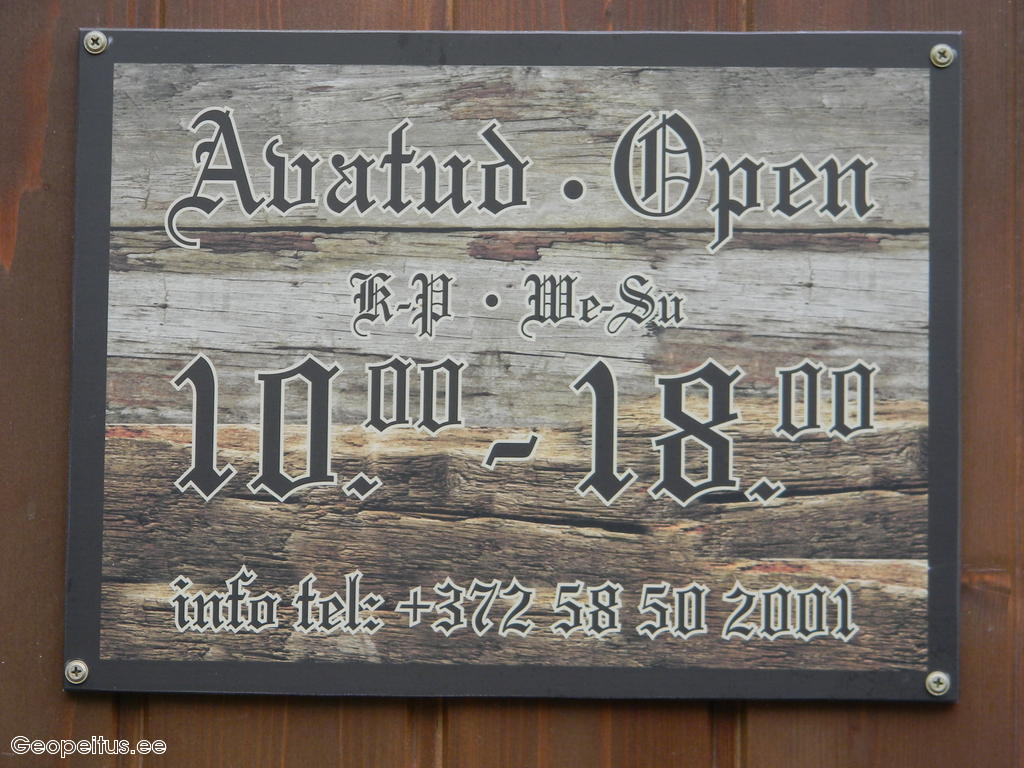 Avatud • Open
K-P • We-Su
10.00 - 18.00
info tel: +372 58 50 2001
Geopeitus.ee